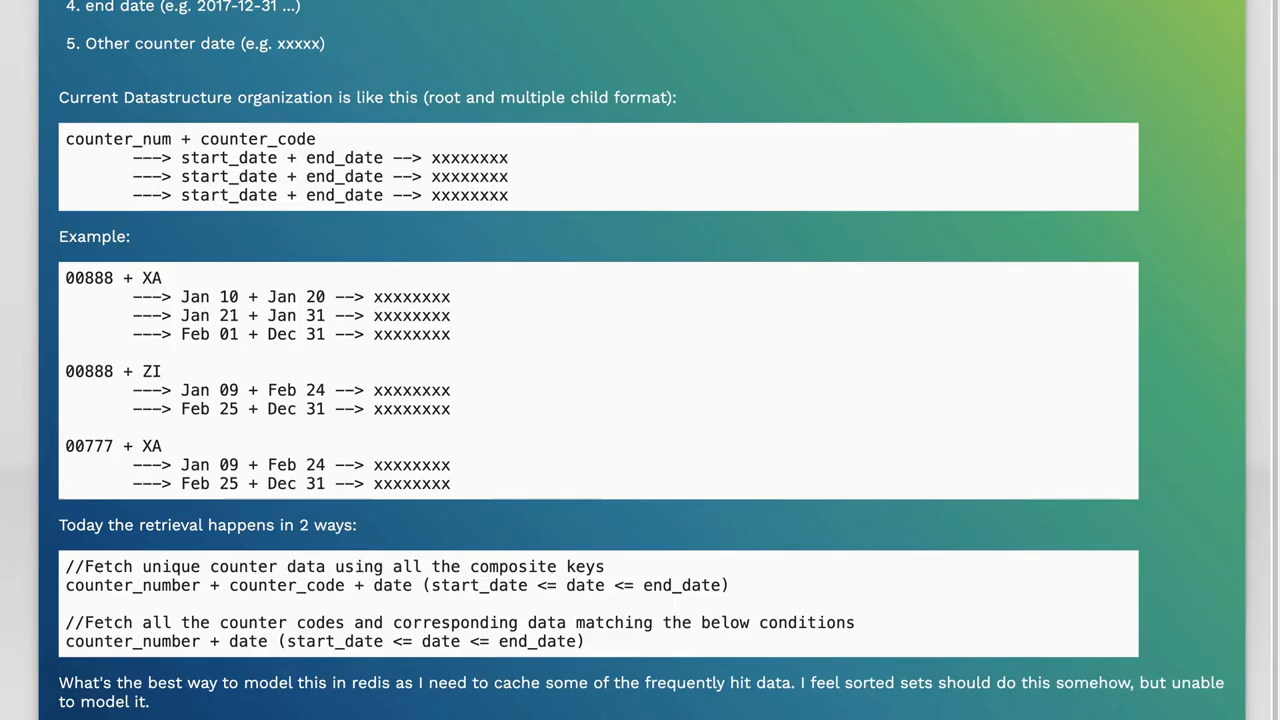 4. end date (e.g. 2017-12-31 ...)
5. Other counter date (e.g. xxxxx)
Current Datastructure organization is like this (root and multiple child format):
counter_num + counter_code
---> start_date + end_date --> xxxxxxxx
---> start_date + end_date --> xxxxxxxx
---> start_date + end_date --> xxxxxxxx
Example:
00888 + XA
---> Jan 10 + Jan 20 --> xxxxxxxx
---> Jan 21 + Jan 31 --> xxxxxxxx
---> Feb 01 + Dec 31 --> xxxxxxxx
00888 + ZI
---> Jan 09 + Feb 24 --> xxxxxxxx
---> Feb 25 + Dec 31 --> xxxxxxxx
00777 + XA
---> Jan 09 + Feb 24 --> xxxxxxxx
---> Feb 25 + Dec 31 --> xxxxxxxx
Today the retrieval happens in 2 ways:
//Fetch unique counter data using all the composite keys
counter_number + counter_code + date (start_date <= date <= end_date)
//Fetch all the counter codes and corresponding data matching the below conditions
counter_number + date (start_date <= date <= end_date)
What's the best way to model this in redis as I need to cache some of the frequently hit data. I feel sorted sets should do this somehow, but unable
to model it.